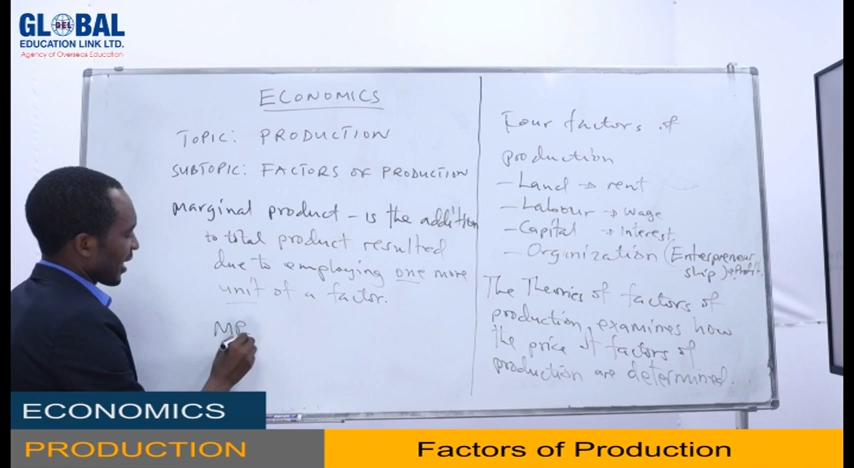 GLOBAL
GEL
EDUCATION LINK LTD.
Agency of Overseas Education
ECONOMICS
TOPIC: PRODUCTION
SUBTOPIC: FACTORS OF PRODUCTION
Marginal product - is the addition
to total product resulted
due to employing one more
unit of a factor.
MP
Four factors of
production
- Land → rent
- Labour → wage
- Capital → interest
- Organization (Enterpreneur
ship) → Profit.
The Theories of factors of
production, examines how
the price of factors of
production are determined.
ECONOMICS
PRODUCTION
Factors of Production